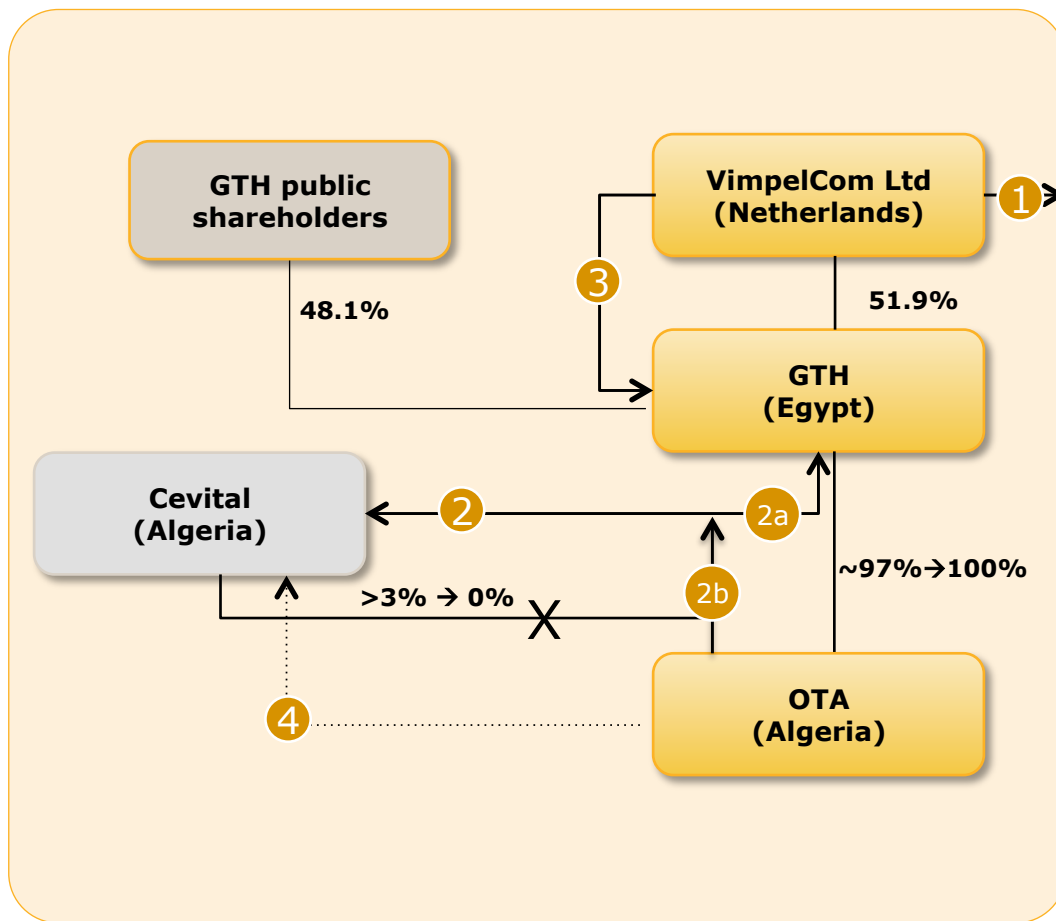 GTH public
shareholders
VimpelCom Ltd
(Netherlands)
1
3
48.1%
51.9%
GTH
(Egypt)
Cevital
(Algeria)
2
2a
~97%→100%
>3% → 0%
2b
X
OTA
(Algeria)
4